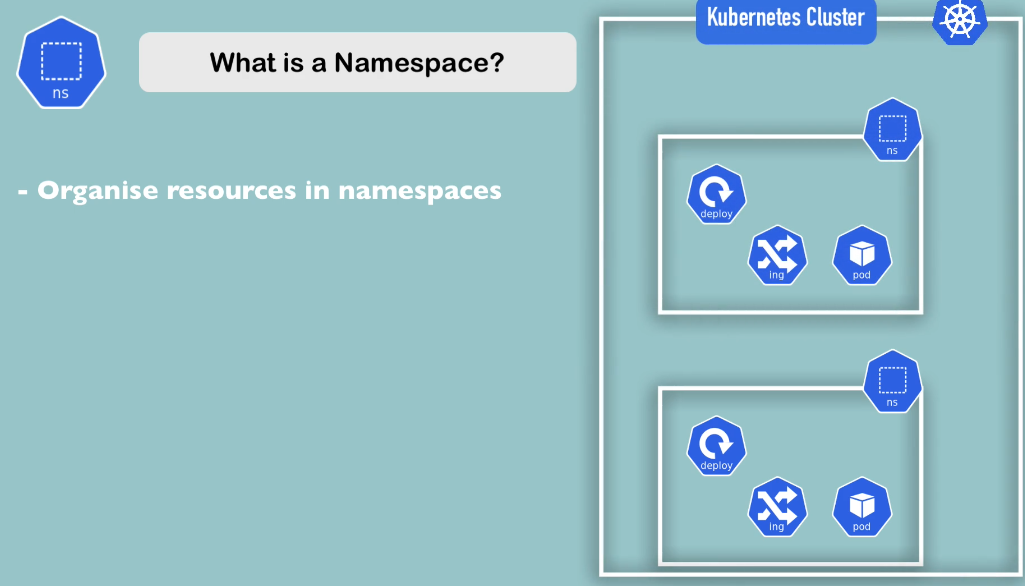 ns
What is a Namespace?
- Organise resources in namespaces
Kubernetes Cluster
ns
deploy
ing
pod
ns
deploy
ing
pod